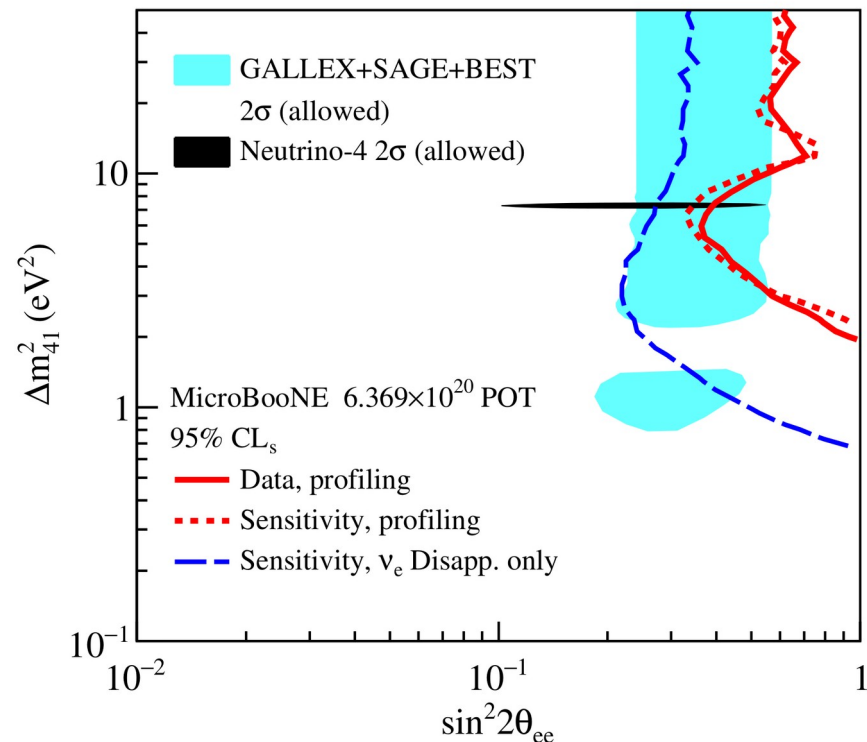 GALLEX+SAGE+BEST
2σ (allowed)
Neutrino-4 2σ (allowed)
10
Δm²₄₁ (eV²)
MicroBooNE 6.369×10²⁰ POT
1
95% CLₛ
Data, profiling
Sensitivity, profiling
Sensitivity, νₑ Disapp. only
10⁻¹
10⁻² 10⁻¹ 1
sin²2θₑₑ